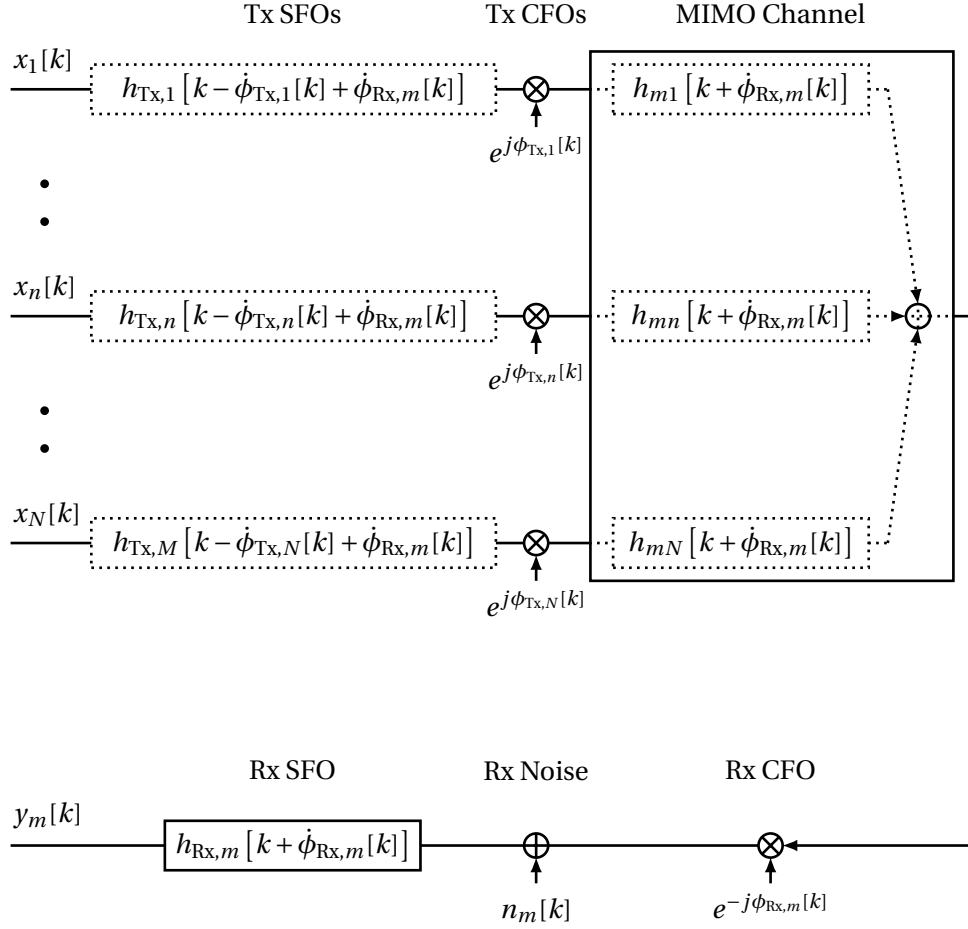 Tx SFOs Tx CFOs MIMO Channel
x₁[k]
h_{Tx,1} [k − φ̇_{Tx,1}[k] + φ̇_{Rx,m}[k]] h_{m1} [k + φ̇_{Rx,m}[k]]
e^{jϕ_{Tx,1}[k]}
x_n[k]
h_{Tx,n} [k − φ̇_{Tx,n}[k] + φ̇_{Rx,m}[k]] h_{mn} [k + φ̇_{Rx,m}[k]]
e^{jϕ_{Tx,n}[k]}
x_N[k]
h_{Tx,M} [k − φ̇_{Tx,N}[k] + φ̇_{Rx,m}[k]] h_{mN} [k + φ̇_{Rx,m}[k]]
e^{jϕ_{Tx,N}[k]}
Rx SFO Rx Noise Rx CFO
y_m[k]
h_{Rx,m} [k + φ̇_{Rx,m}[k]]
n_m[k] e^{−jϕ_{Rx,m}[k]}